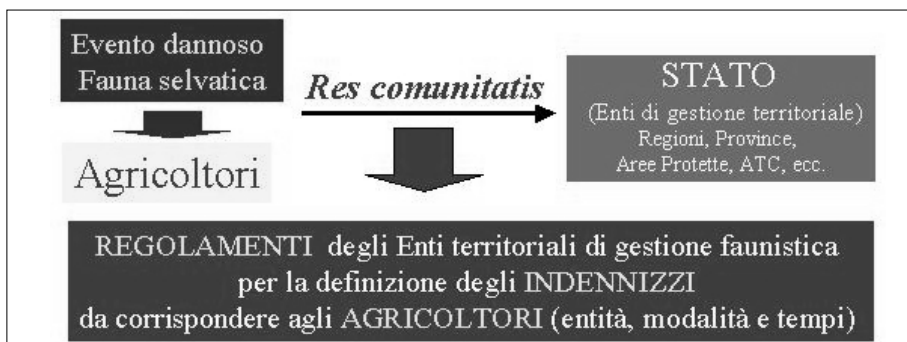 Evento dannoso
Fauna selvatica
Res comunitatis
STATO
(Enti di gestione territoriale)
Regioni, Province,
Aree Protette, ATC, ecc.
Agricoltori
REGOLAMENTI degli Enti territoriali di gestione faunistica
per la definizione degli INDENNIZZI
da corrispondere agli AGRICOLTORI (entità, modalità e tempi)